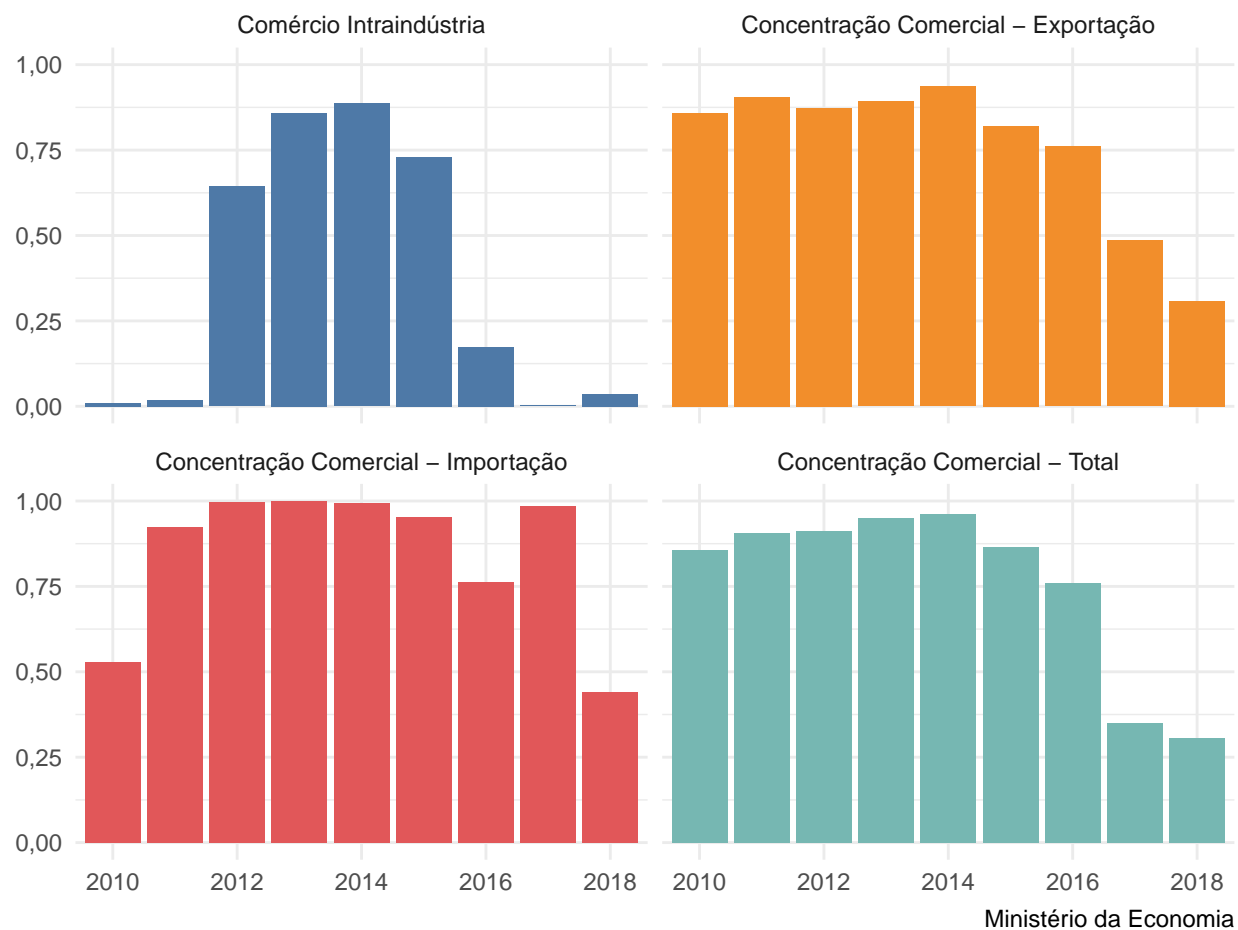 Comércio Intraindústria
Concentração Comercial – Exportação
1,00
0,75
0,50
0,25
0,00
Concentração Comercial – Importação
Concentração Comercial – Total
1,00
0,75
0,50
0,25
0,00
2010 2012 2014 2016 2018
2010 2012 2014 2016 2018
Ministério da Economia